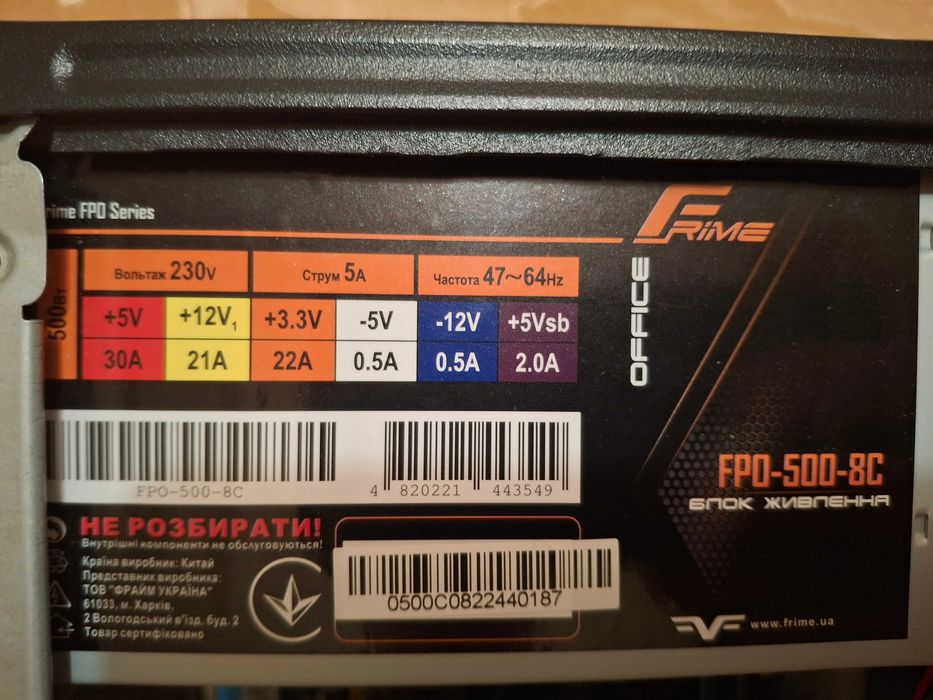 rime FPO Series
FRiME
OFFICE
500Вт
Вольтаж 230V
Струм 5A
Частота 47~64Hz
+5V +12V1 +3.3V -5V -12V +5Vsb
30A 21A 22A 0.5A 0.5A 2.0A
FPO-500-8C
4 820221 443549
FPO-500-8C
БЛОК ЖИВЛЕННЯ
НЕ РОЗБИРАТИ!
Внутрішні компоненти не обслуговуються!
Країна виробник: Китай
Представник виробника:
ТОВ "ФРАЙМ УКРАЇНА"
61033, м. Харків,
2 Вологодський в'їзд, буд. 2
Товар сертифіковано
0500C0822440187
www.frime.ua